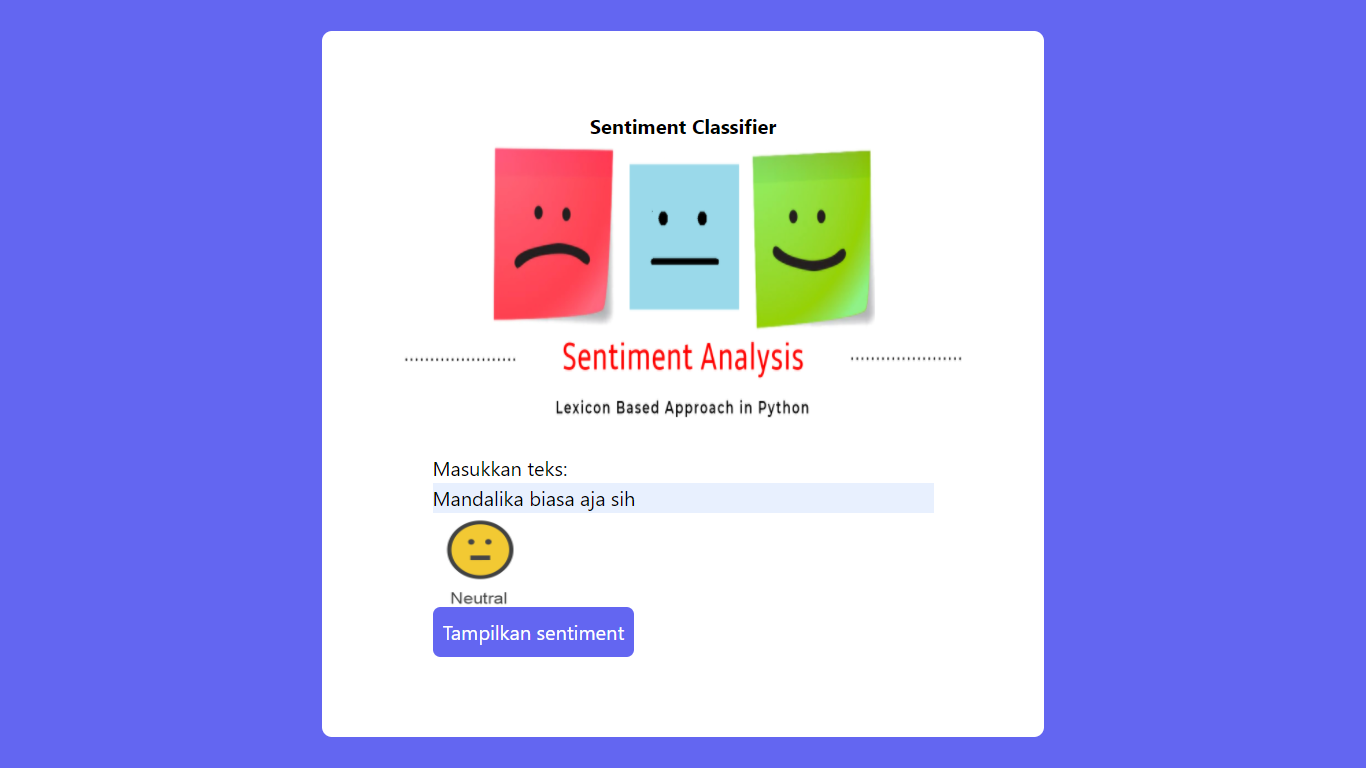 Sentiment Classifier
Sentiment Analysis
Lexicon Based Approach in Python
Masukkan teks:
Mandalika biasa aja sih
Neutral
Tampilkan sentiment